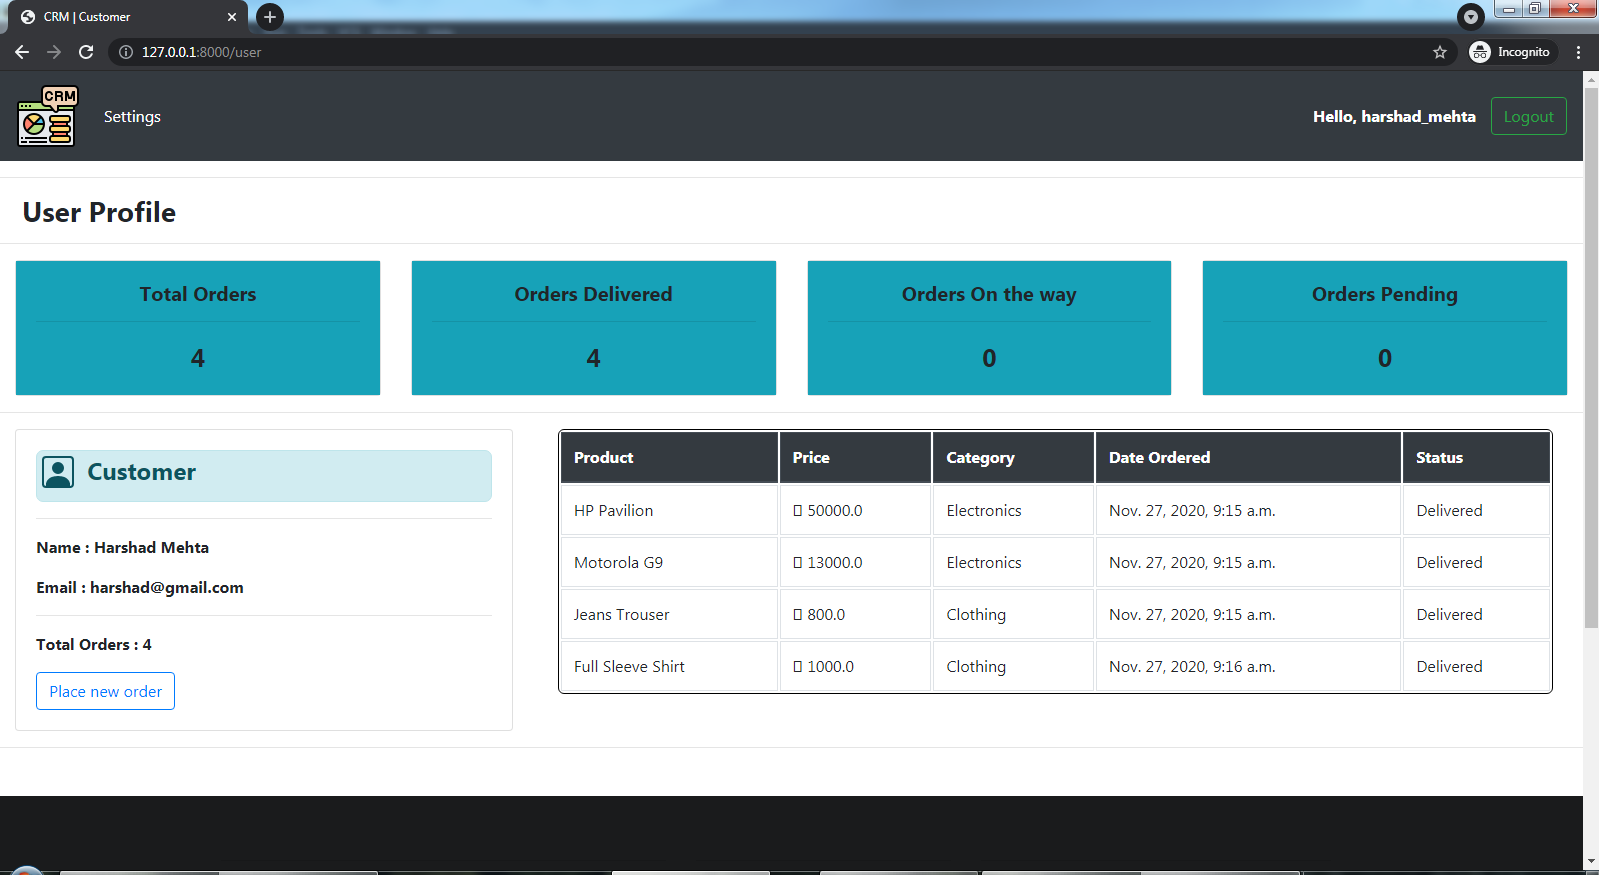 CRM | Customer
127.0.0.1:8000/user
Incognito
CRM
Settings
Hello, harshad_mehta
Logout
User Profile
Total Orders
4
Orders Delivered
4
Orders On the way
0
Orders Pending
0
Customer
Name : Harshad Mehta
Email : harshad@gmail.com
Total Orders : 4
Place new order
Product Price Category Date Ordered Status
HP Pavilion ▯ 50000.0 Electronics Nov. 27, 2020, 9:15 a.m. Delivered
Motorola G9 ▯ 13000.0 Electronics Nov. 27, 2020, 9:15 a.m. Delivered
Jeans Trouser ▯ 800.0 Clothing Nov. 27, 2020, 9:15 a.m. Delivered
Full Sleeve Shirt ▯ 1000.0 Clothing Nov. 27, 2020, 9:16 a.m. Delivered